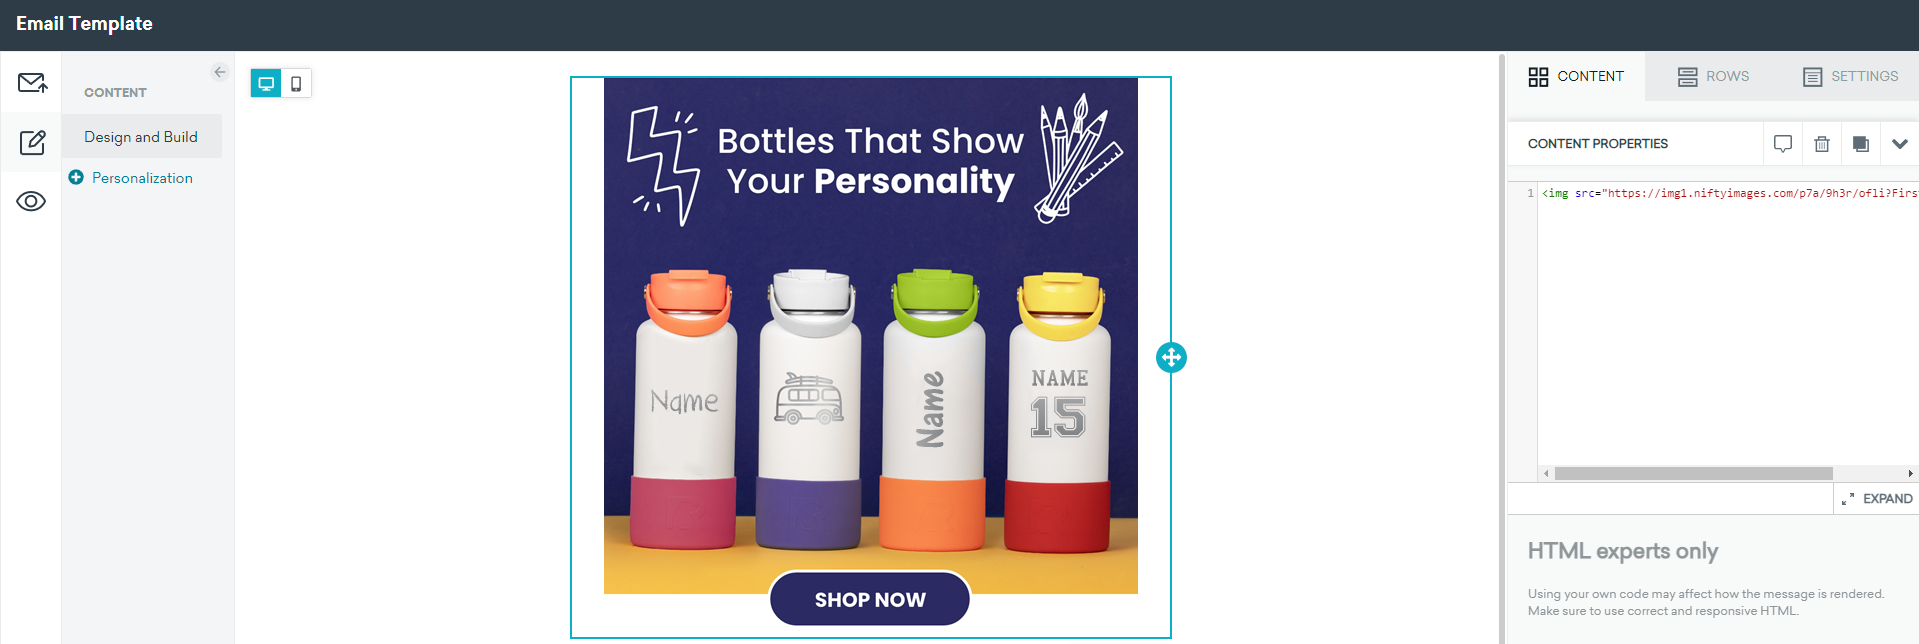 Email Template
CONTENT
Design and Build
Personalization
Bottles That Show
Your Personality
Name
Name
NAME
15
SHOP NOW
CONTENT
ROWS
SETTINGS
CONTENT PROPERTIES
1
<img src="https://img1.niftyimages.com/p7a/9h3r/ofli?Firs
EXPAND
HTML experts only
Using your own code may affect how the message is rendered.
Make sure to use correct and responsive HTML.